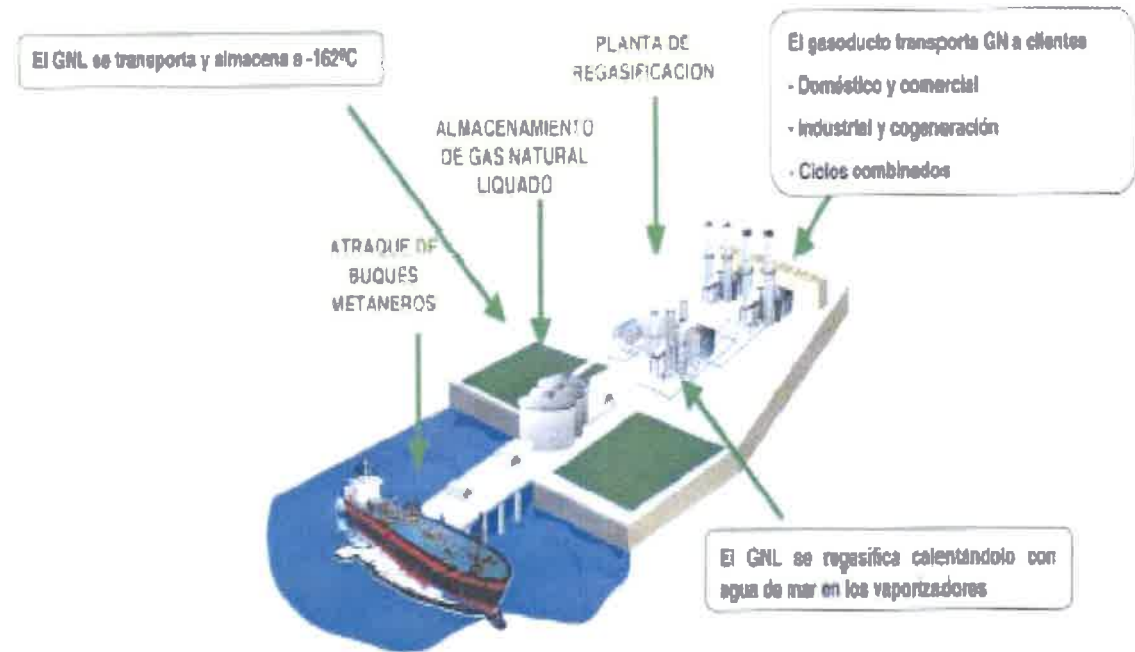 El GNL se transporta y almacena a -162ºC
PLANTA DE
REGASIFICACION
El gasoducto transporta GN a clientes
- Doméstico y comercial
- Industrial y cogeneración
- Ciclos combinados
ALMACENAMIENTO
DE GAS NATURAL
LIQUADO
ATRAQUE DE
BUQUES
METANEROS
El GNL se regasifica calentándolo con
agua de mar en los vaporizadores